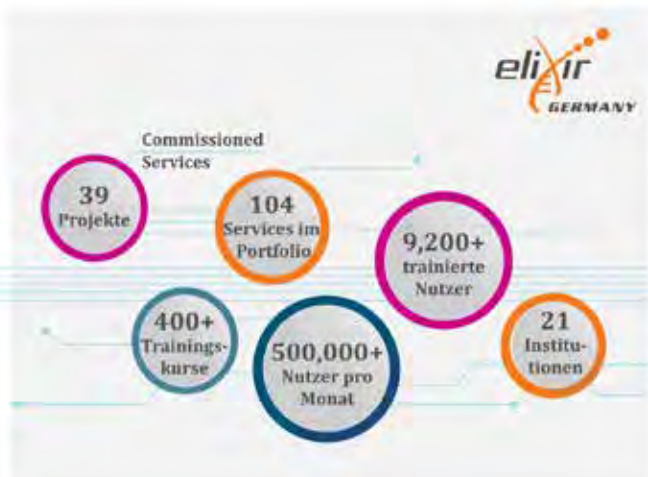 elixir
GERMANY
Commissioned
Services
39
Projekte
104
Services im
Portfolio
9,200+
trainierte
Nutzer
400+
Trainings-
kurse
500,000+
Nutzer pro
Monat
21
Institu-
tionen